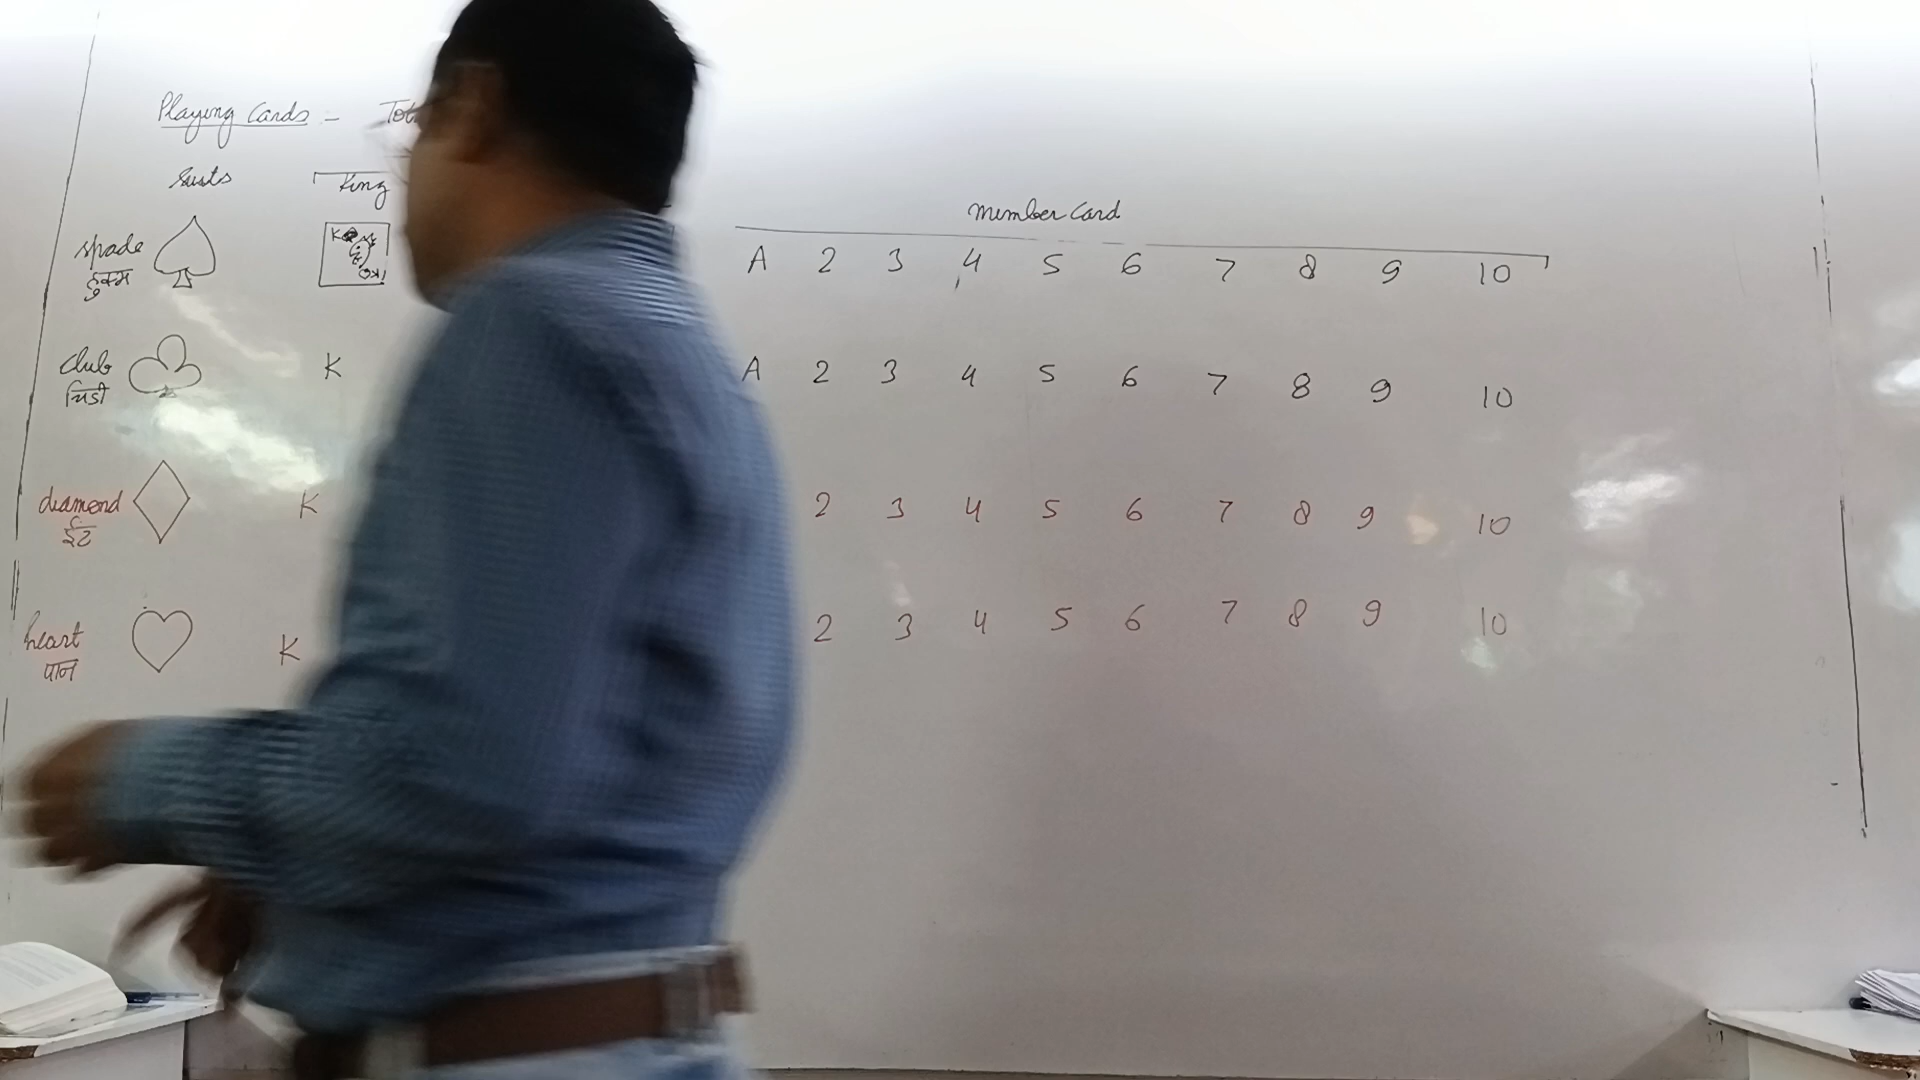 Playing Cards :- Tot
Suits King member Card
spade K A 2 3 4 5 6 7 8 9 10
हुकम
club K A 2 3 4 5 6 7 8 9 10
चिड़ी
diamond K 2 3 4 5 6 7 8 9 10
ईंट
heart K 2 3 4 5 6 7 8 9 10
पान